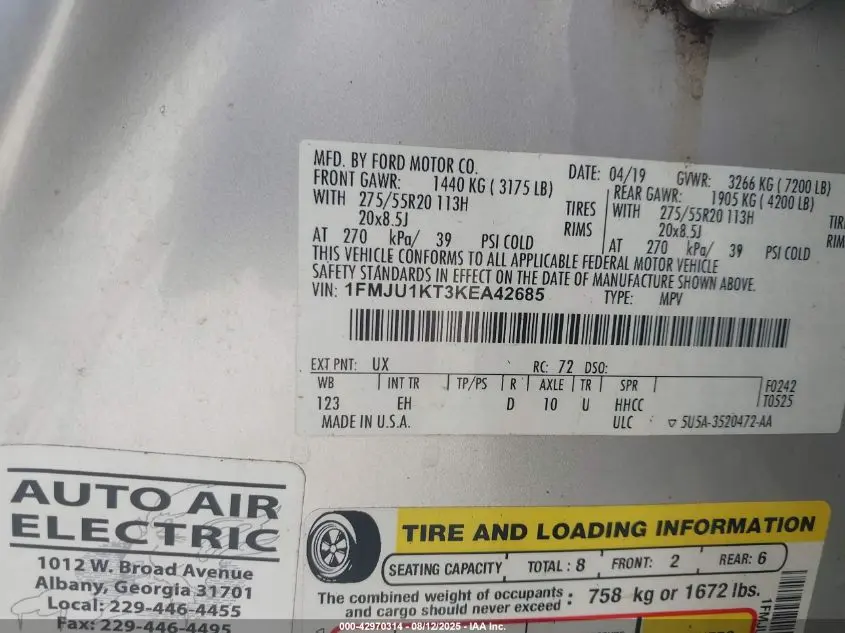 MFD. BY FORD MOTOR CO. DATE: 04/19 GVWR: 3266 KG ( 7200 LB)
FRONT GAWR: 1440 KG ( 3175 LB) REAR GAWR: 1905 KG ( 4200 LB)
WITH 275/55R20 113H TIRES WITH 275/55R20 113H
20x8.5J RIMS 20x8.5J
AT 270 kPa/ 39 PSI COLD AT 270 kPa/ 39 PSI COLD
THIS VEHICLE CONFORMS TO ALL APPLICABLE FEDERAL MOTOR VEHICLE
SAFETY STANDARDS IN EFFECT ON THE DATE OF MANUFACTURE SHOWN ABOVE.
VIN: 1FMJU1KT3KEA42685 TYPE: MPV
EXT PNT: UX RC: 72 DSO:
WB INT TR TP/PS R AXLE TR SPR F0242
123 EH D 10 U HHCC T0525
MADE IN U.S.A. ULC 5U5A-3520472-AA
AUTO AIR
ELECTRIC
1012 W. Broad Avenue
Albany, Georgia 31701
Local: 229-446-4455
Fax: 229-446-4495
TIRE AND LOADING INFORMATION
SEATING CAPACITY TOTAL : 8 FRONT: 2 REAR: 6
The combined weight of occupants
and cargo should never exceed : 758 kg or 1672 lbs.
000-42970314 - 08/12/2025 - IAA Inc.